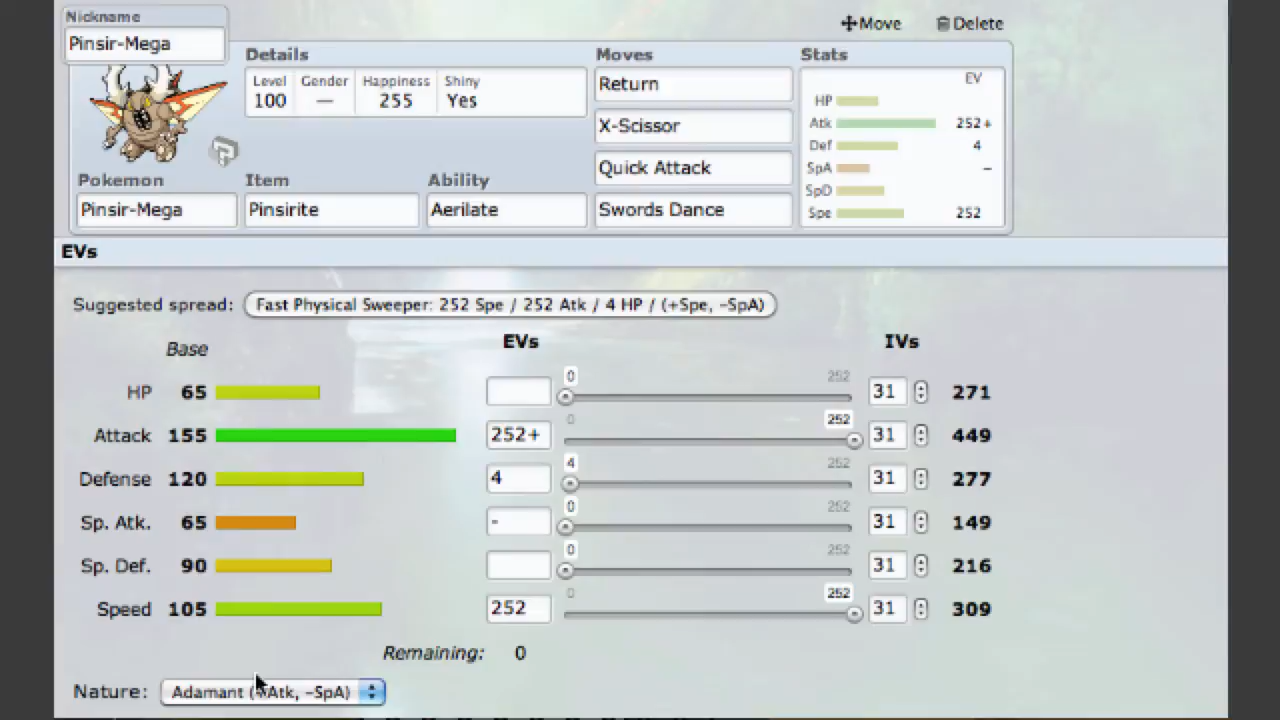 Nickname
Pinsir-Mega
Move Delete
Details
Level Gender Happiness Shiny
100 — 255 Yes
Pokemon Item Ability
Pinsir-Mega Pinsirite Aerilate
Moves
Return
X-Scissor
Quick Attack
Swords Dance
Stats
EV
HP
Atk 252+
Def 4
SpA –
SpD
Spe 252
EVs
Suggested spread: Fast Physical Sweeper: 252 Spe / 252 Atk / 4 HP / (+Spe, -SpA)
Base EVs IVs
HP 65 0 252 31 271
Attack 155 252+ 0 252 31 449
Defense 120 4 4 252 31 277
Sp. Atk. 65 - 0 252 31 149
Sp. Def. 90 0 252 31 216
Speed 105 252 0 252 31 309
Remaining: 0
Nature: Adamant (+Atk, -SpA)